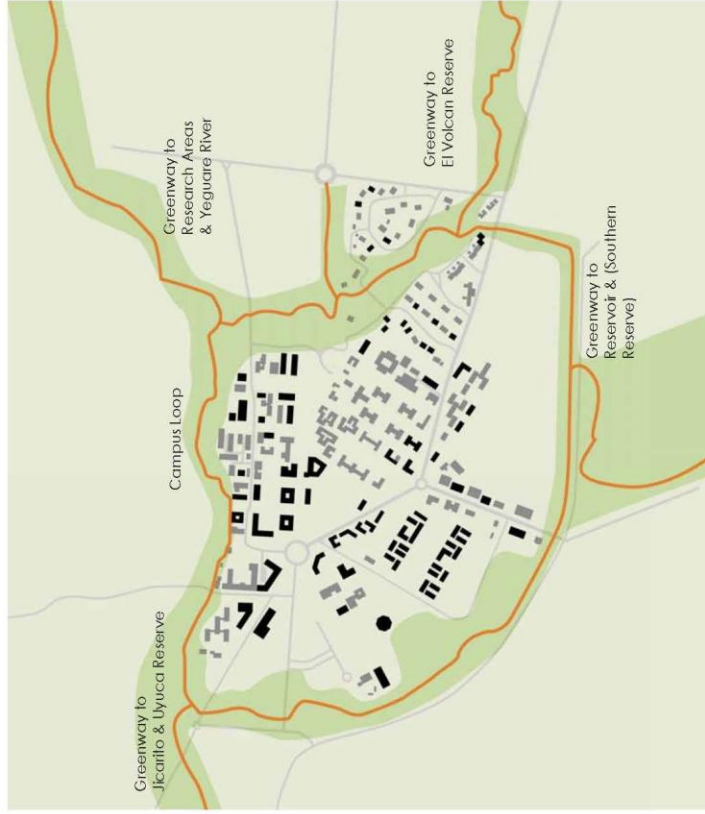 Greenway to
Jicarito & Uyuca Reserve
Campus Loop
Greenway to
Research Areas
& Yeguare River
Greenway to
El Volcan Reserve
Greenway to
Reservoir & (Southern
Reserve)